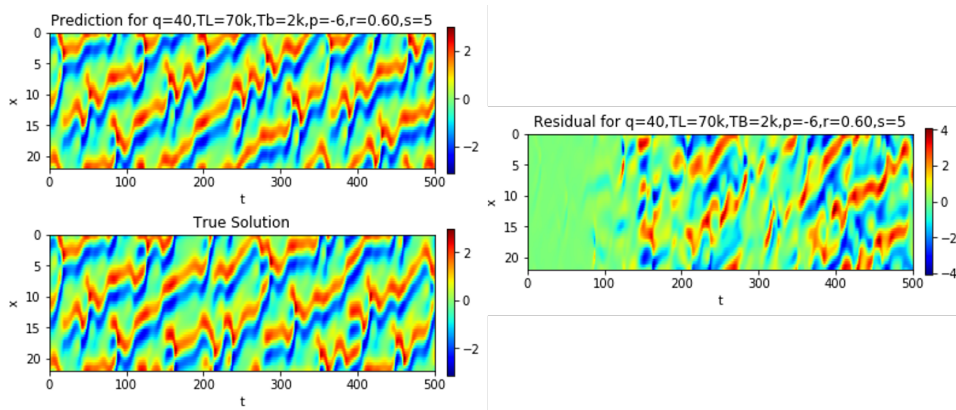 Prediction for q=40,TL=70k,Tb=2k,p=-6,r=0.60,s=5
0
5
10
15
20
x
0 100 200 300 400 500
t
2
0
−2
True Solution
0
5
10
15
20
x
0 100 200 300 400 500
t
2
0
−2
Residual for q=40,TL=70k,TB=2k,p=-6,r=0.60,s=5
0
5
10
15
20
x
0 100 200 300 400 500
t
4
2
0
−2
−4